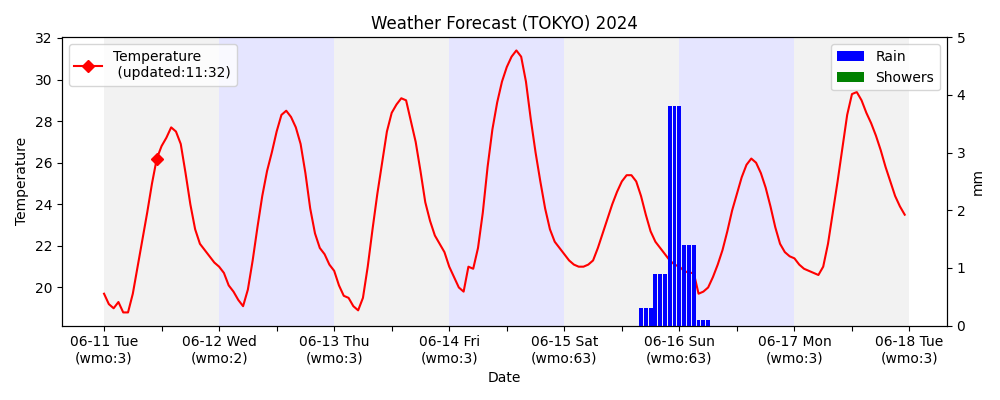 Weather Forecast (TOKYO) 2024
Temperature
(updated:11:32)
Rain
Showers
Temperature
32
30
28
26
24
22
20
5
4
3
2
1
0
mm
06-11 Tue
(wmo:3)
06-12 Wed
(wmo:2)
06-13 Thu
(wmo:3)
06-14 Fri
(wmo:3)
06-15 Sat
(wmo:63)
06-16 Sun
(wmo:63)
06-17 Mon
(wmo:3)
06-18 Tue
(wmo:3)
Date